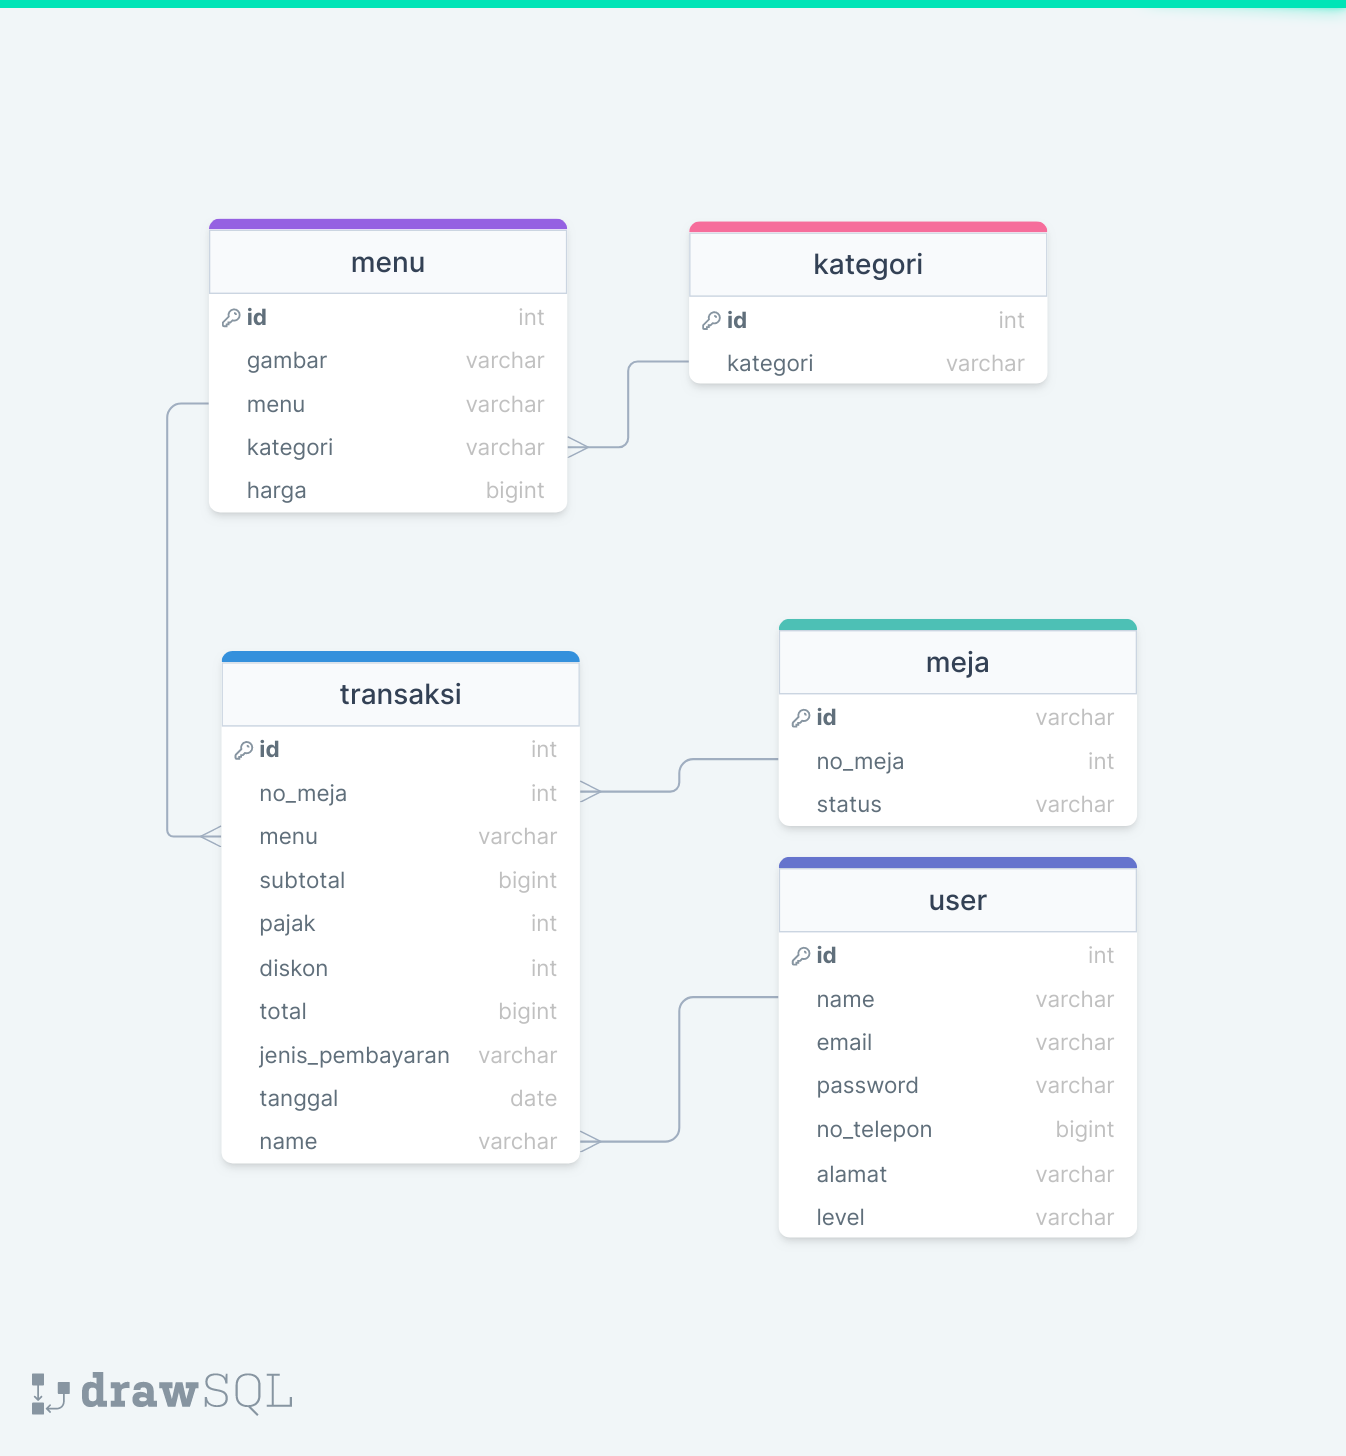 menu
id int
gambar varchar
menu varchar
kategori varchar
harga bigint
kategori
id int
kategori varchar
transaksi
id int
no_meja int
menu varchar
subtotal bigint
pajak int
diskon int
total bigint
jenis_pembayaran varchar
tanggal date
name varchar
meja
id varchar
no_meja int
status varchar
user
id int
name varchar
email varchar
password varchar
no_telepon bigint
alamat varchar
level varchar
drawSQL